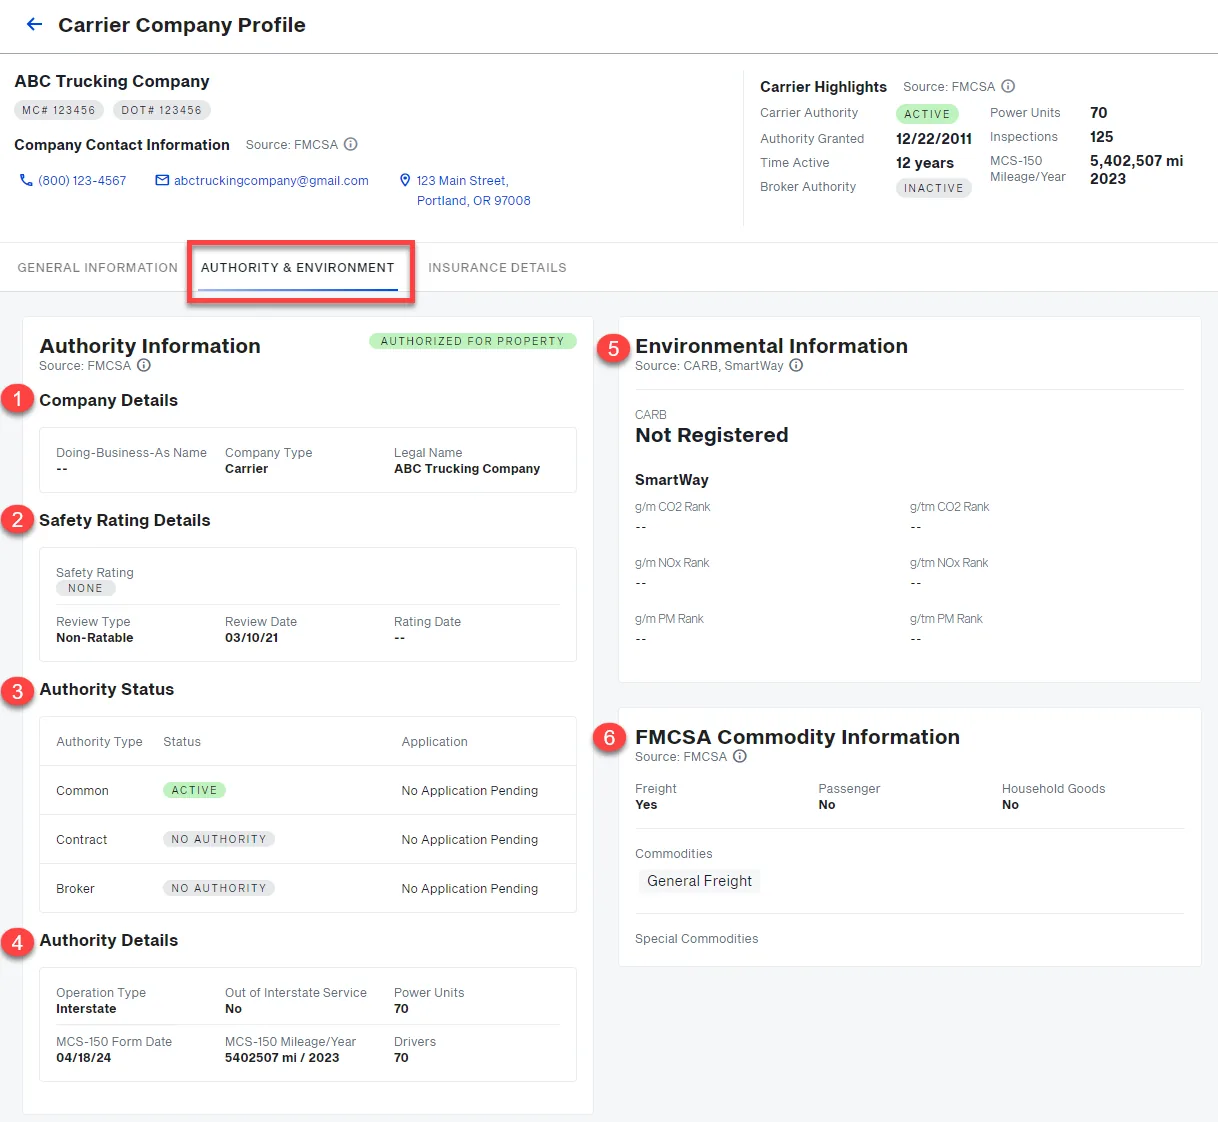 Carrier Company Profile
ABC Trucking Company
MC# 123456 DOT# 123456
Company Contact Information Source: FMCSA
(800) 123-4567 abctruckingcompany@gmail.com 123 Main Street,
Portland, OR 97008
Carrier Highlights Source: FMCSA
Carrier Authority ACTIVE Power Units 70
Authority Granted 12/22/2011 Inspections 125
Time Active 12 years MCS-150 5,402,507 mi
Mileage/Year 2023
Broker Authority INACTIVE
GENERAL INFORMATION AUTHORITY & ENVIRONMENT INSURANCE DETAILS
Authority Information AUTHORIZED FOR PROPERTY
Source: FMCSA
1 Company Details
Doing-Business-As Name Company Type Legal Name
-- Carrier ABC Trucking Company
2 Safety Rating Details
Safety Rating
NONE
Review Type Review Date Rating Date
Non-Ratable 03/10/21 --
3 Authority Status
Authority Type Status Application
Common ACTIVE No Application Pending
Contract NO AUTHORITY No Application Pending
Broker NO AUTHORITY No Application Pending
4 Authority Details
Operation Type Out of Interstate Service Power Units
Interstate No 70
MCS-150 Form Date MCS-150 Mileage/Year Drivers
04/18/24 5402507 mi / 2023 70
5 Environmental Information
Source: CARB, SmartWay
CARB
Not Registered
SmartWay
g/m CO2 Rank g/tm CO2 Rank
-- --
g/m NOx Rank g/tm NOx Rank
-- --
g/m PM Rank g/tm PM Rank
-- --
6 FMCSA Commodity Information
Source: FMCSA
Freight Passenger Household Goods
Yes No No
Commodities
General Freight
Special Commodities